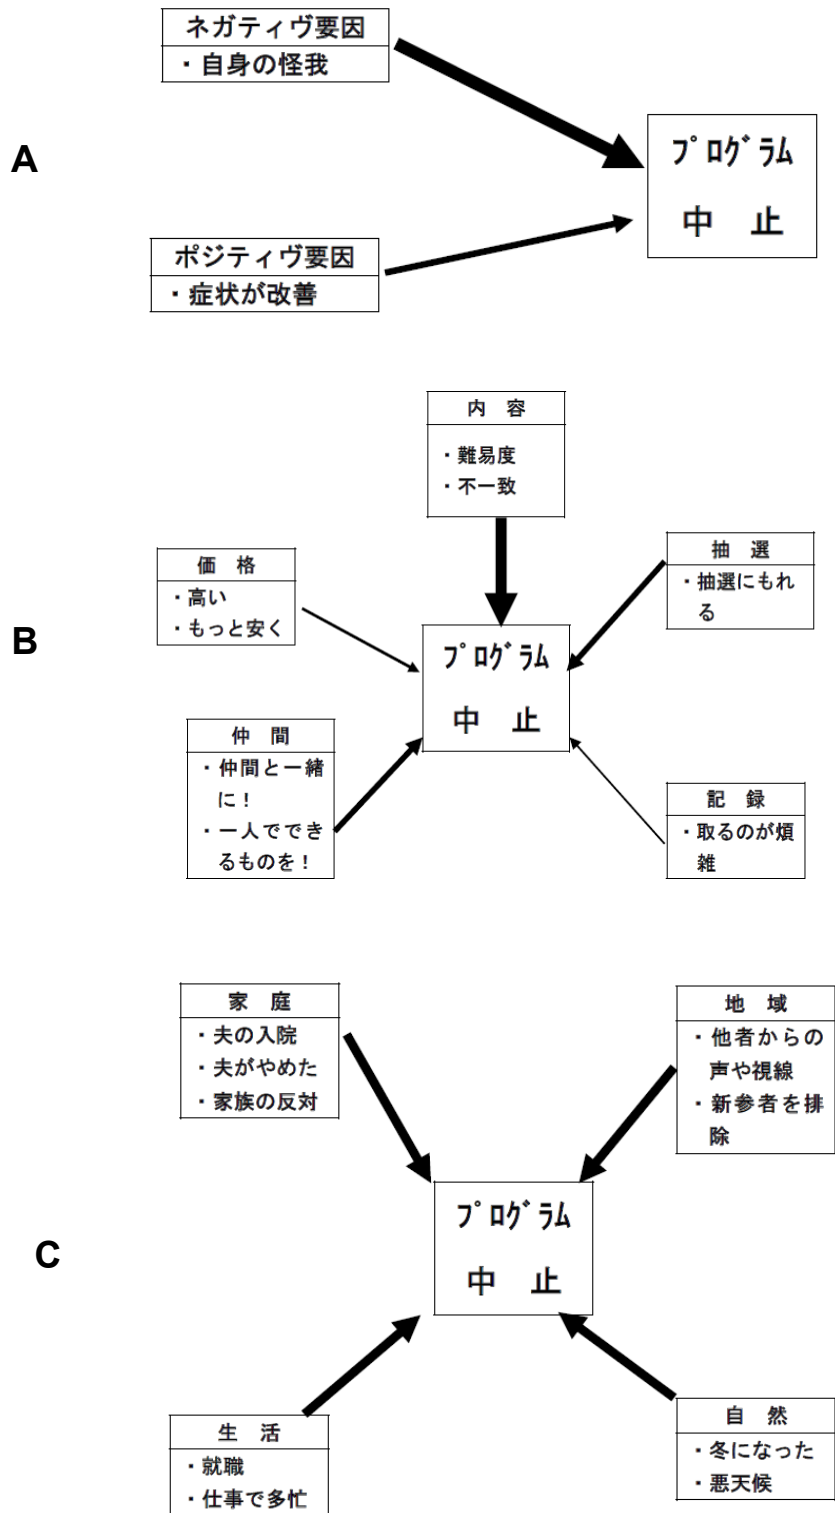 ネガティヴ要因
・自身の怪我
A
プログラム
中 止
ポジティヴ要因
・症状が改善
内 容
・難易度
・不一致
価 格
・高い
・もっと安く
抽 選
・抽選にもれ
る
B
プログラム
中 止
仲 間
・仲間と一緒
に！
・一人ででき
るものを！
記 録
・取るのが煩
雑
家 庭
・夫の入院
・夫がやめた
・家族の反対
地 域
・他者からの
声や視線
・新参者を排
除
C
プログラム
中 止
生 活
・就職
・仕事で多忙
自 然
・冬になった
・悪天候